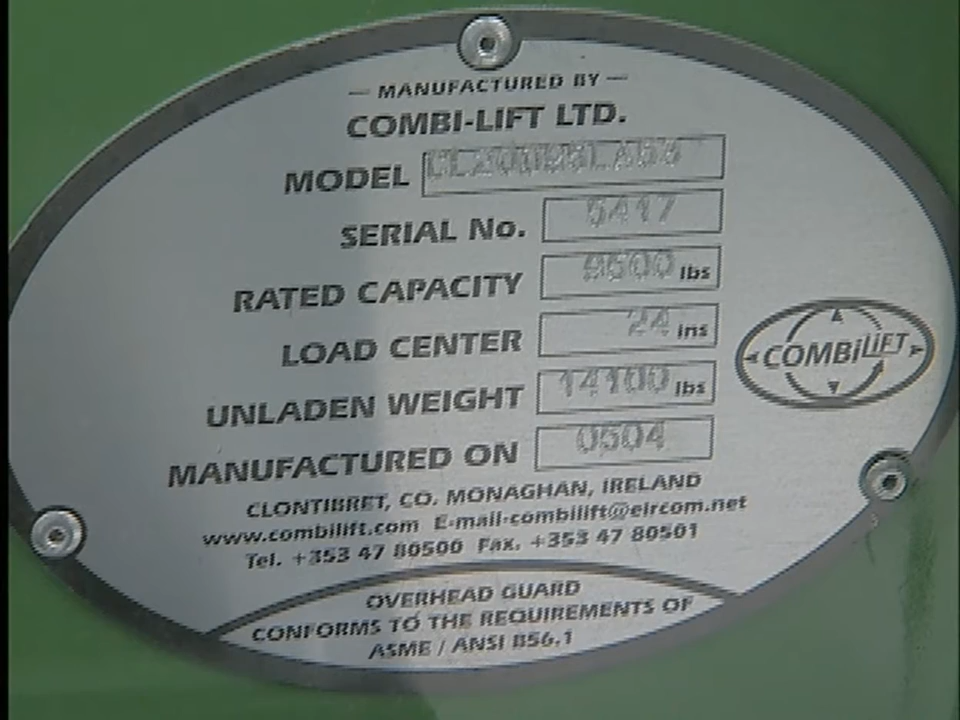 MANUFACTURED BY
COMBI-LIFT LTD.
MODEL
SERIAL No. 5417
RATED CAPACITY lbs
LOAD CENTER 24 ins
UNLADEN WEIGHT 14100 lbs
MANUFACTURED ON 0504
COMBiLiFT
CLONTIBRET, CO. MONAGHAN, IRELAND
www.combilift.com E-mail-combilift@eircom.net
Tel. +353 47 80500 Fax. +353 47 80501
OVERHEAD GUARD
CONFORMS TO THE REQUIREMENTS OF
ASME / ANSI B56.1